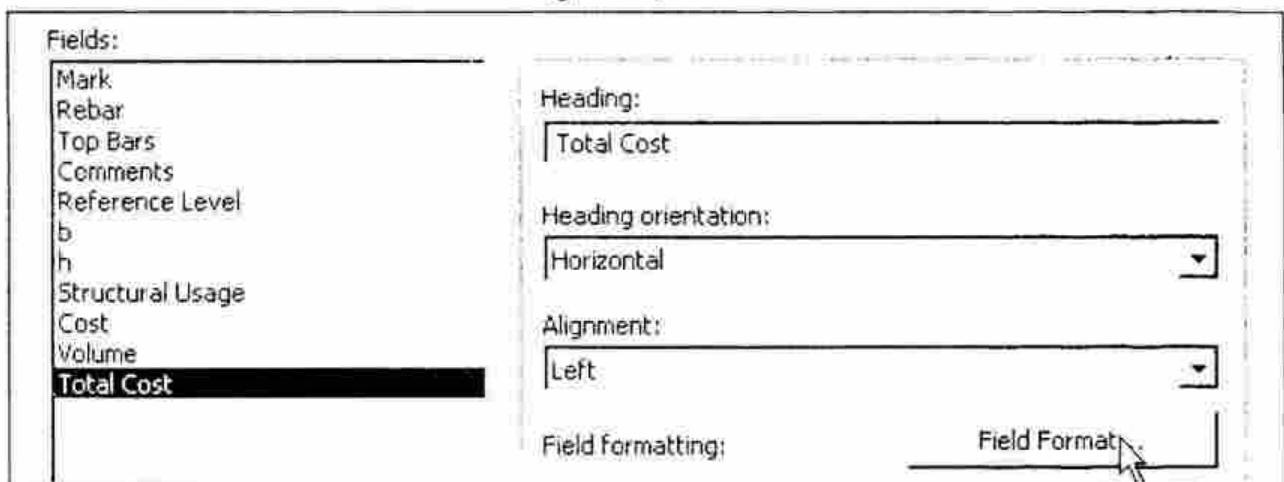 Fields:
Mark
Rebar
Top Bars
Comments
Reference Level
b
h
Structural Usage
Cost
Volume
Total Cost
Heading:
Total Cost
Heading orientation:
Horizontal
Alignment:
Left
Field formatting:
Field Format...